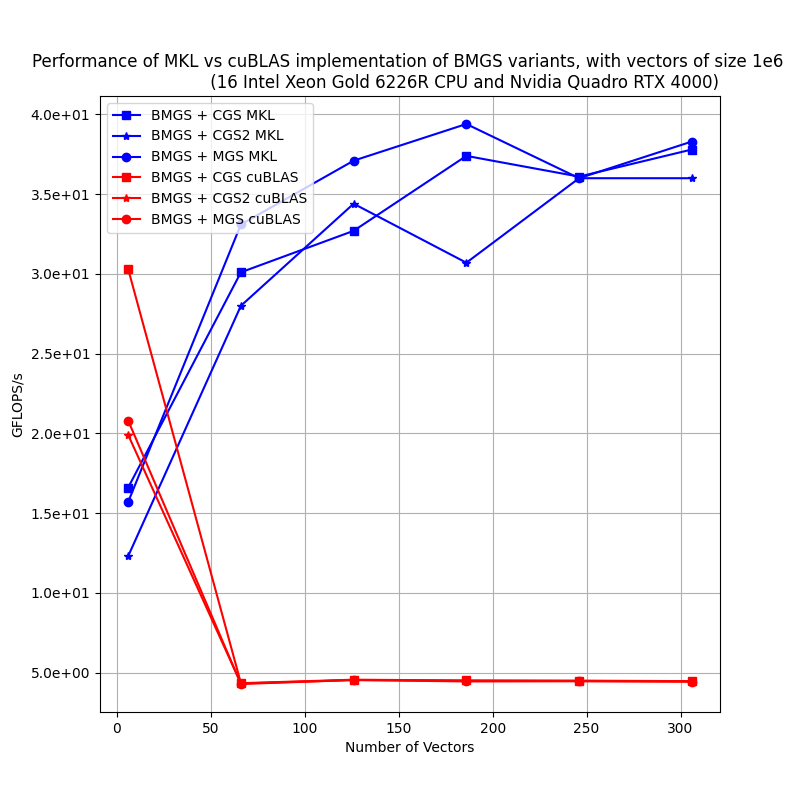 Performance of MKL vs cuBLAS implementation of BMGS variants, with vectors of size 1e6
(16 Intel Xeon Gold 6226R CPU and Nvidia Quadro RTX 4000)
BMGS + CGS MKL
BMGS + CGS2 MKL
BMGS + MGS MKL
BMGS + CGS cuBLAS
BMGS + CGS2 cuBLAS
BMGS + MGS cuBLAS
4.0e+01
3.5e+01
3.0e+01
2.5e+01
2.0e+01
1.5e+01
1.0e+01
5.0e+00
GFLOPS/s
0 50 100 150 200 250 300
Number of Vectors